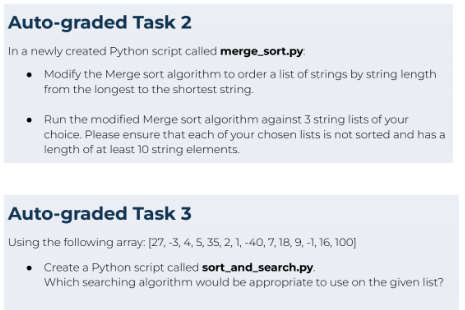 Auto-graded Task 2
In a newly created Python script called merge_sort.py:
● Modify the Merge sort algorithm to order a list of strings by string length
from the longest to the shortest string.
● Run the modified Merge sort algorithm against 3 string lists of your
choice. Please ensure that each of your chosen lists is not sorted and has a
length of at least 10 string elements.
Auto-graded Task 3
Using the following array: [27, -3, 4, 5, 35, 2, 1, -40, 7, 18, 9, -1, 16, 100]
● Create a Python script called sort_and_search.py.
Which searching algorithm would be appropriate to use on the given list?